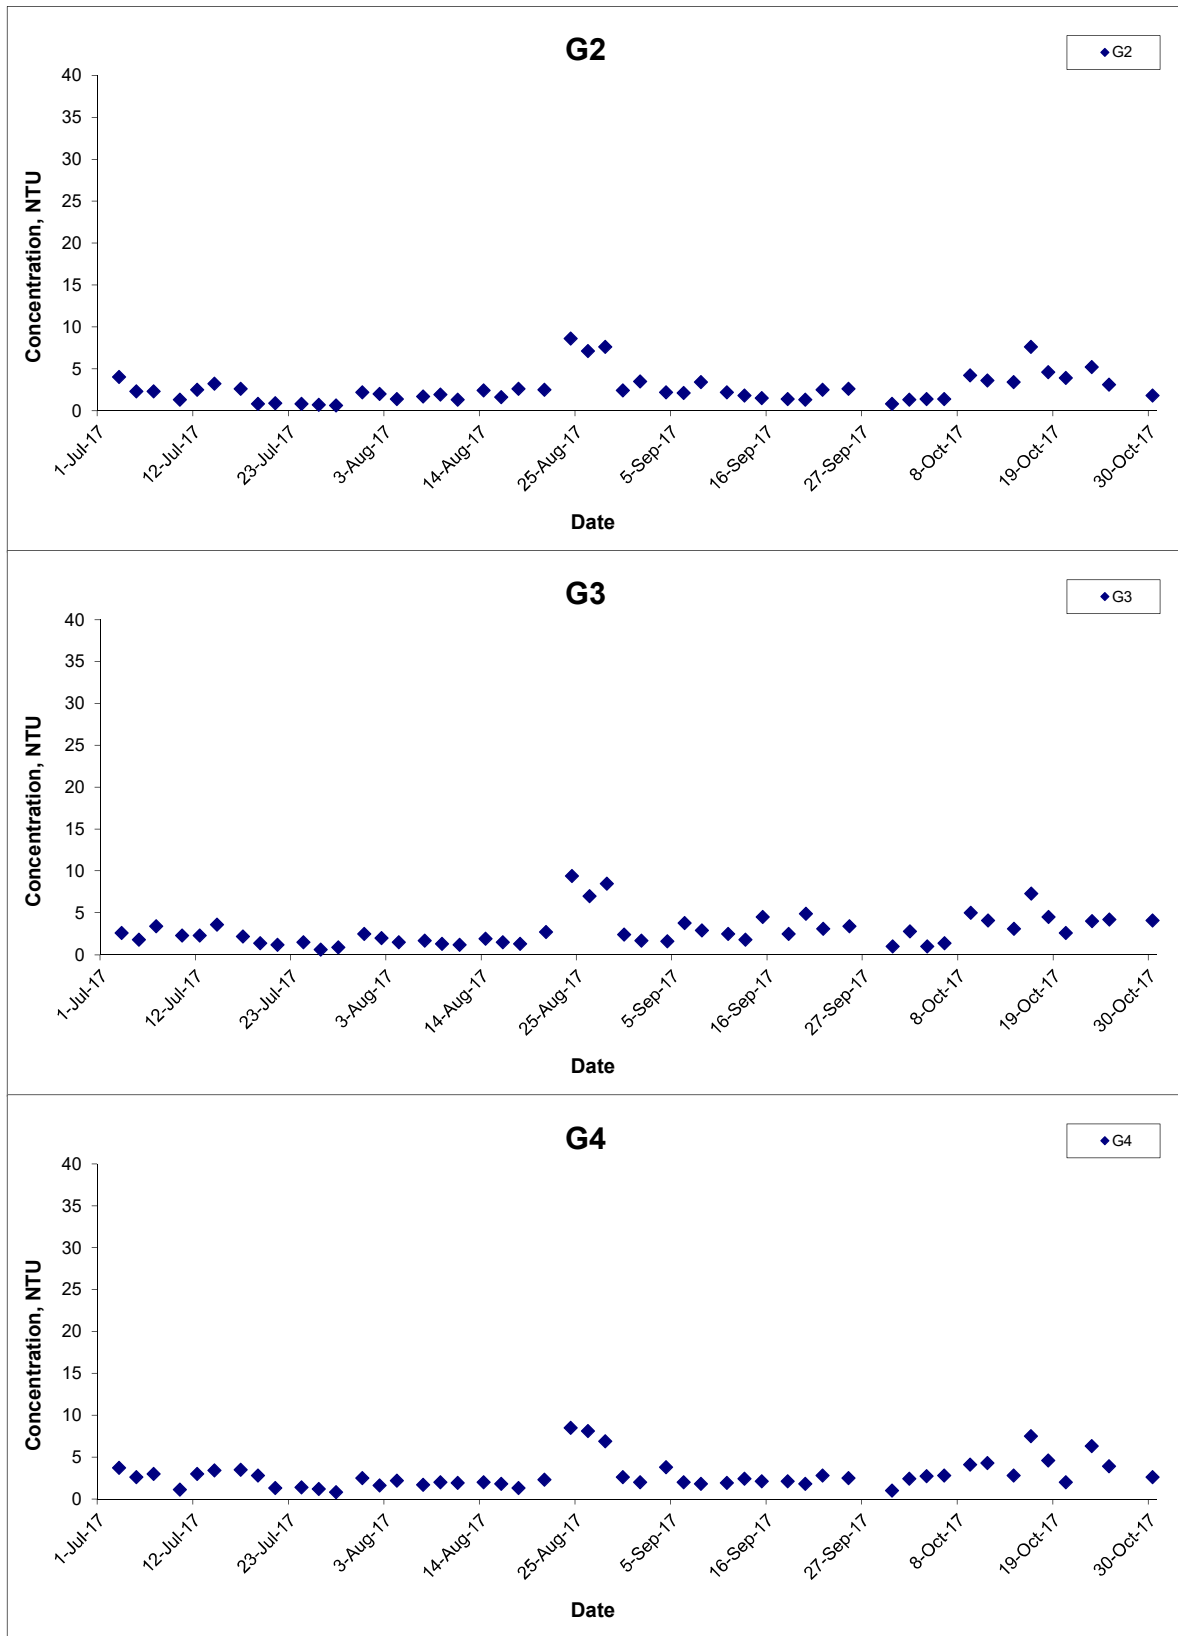 G2
G2
40
35
30
25
20
15
10
5
0
Concentration, NTU
1-Jul-17
12-Jul-17
23-Jul-17
3-Aug-17
14-Aug-17
25-Aug-17
5-Sep-17
16-Sep-17
27-Sep-17
8-Oct-17
19-Oct-17
30-Oct-17
Date
G3
G3
40
35
30
25
20
15
10
5
0
Concentration, NTU
1-Jul-17
12-Jul-17
23-Jul-17
3-Aug-17
14-Aug-17
25-Aug-17
5-Sep-17
16-Sep-17
27-Sep-17
8-Oct-17
19-Oct-17
30-Oct-17
Date
G4
G4
40
35
30
25
20
15
10
5
0
Concentration, NTU
1-Jul-17
12-Jul-17
23-Jul-17
3-Aug-17
14-Aug-17
25-Aug-17
5-Sep-17
16-Sep-17
27-Sep-17
8-Oct-17
19-Oct-17
30-Oct-17
Date